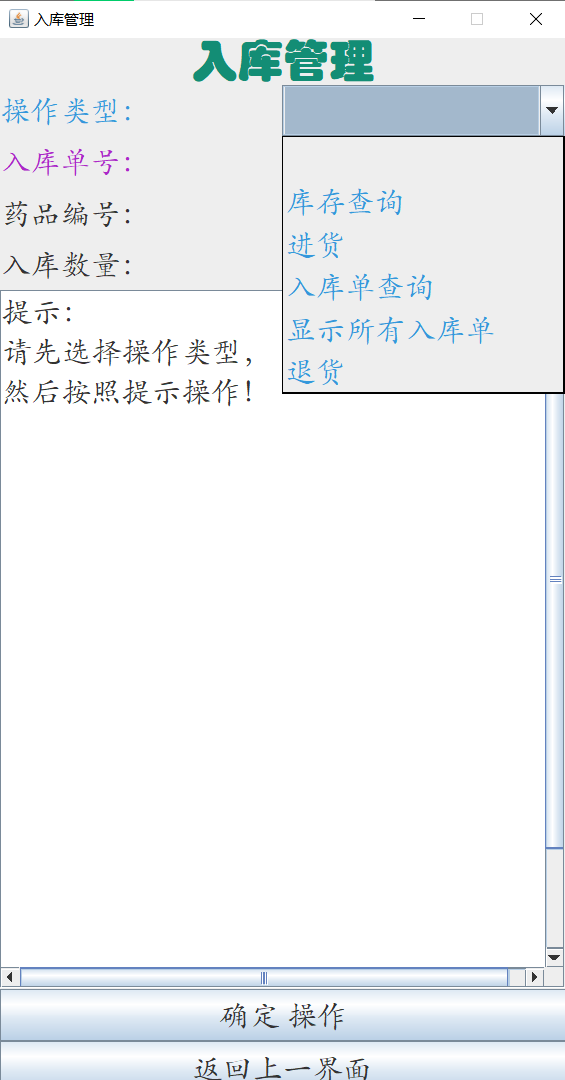 入库管理
入库管理
操作类型：
入库单号：
药品编号：
入库数量：
库存查询
进货
入库单查询
显示所有入库单
退货
提示：
请先选择操作类型，
然后按照提示操作！
确定 操作
返回上一界面